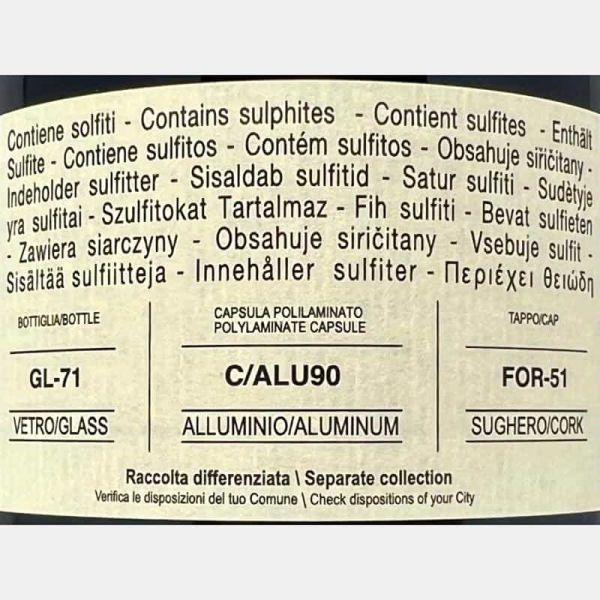 Contiene solfiti - Contains sulphites - Contient sulfites - Enthält
Sulfite - Contiene sulfitos - Contém sulfitos - Obsahuje siřičitany -
Indeholder sulfitter - Sisaldab sulfitid - Satur sulfiti - Sudėtyje
yra sulfitai - Szulfitokat Tartalmaz - Fih sulfiti - Bevat sulfieten
- Zawiera siarczyny - Obsahuje siričitany - Vsebuje sulfit -
Sisältää sulfiitteja - Innehåller sulfiter - Περιέχει θειώδη
BOTTIGLIA/BOTTLE
GL-71
VETRO/GLASS
CAPSULA POLILAMINATO
POLYLAMINATE CAPSULE
C/ALU90
ALLUMINIO/ALUMINUM
TAPPO/CAP
FOR-51
SUGHERO/CORK
Raccolta differenziata \ Separate collection
Verifica le disposizioni del tuo Comune \ Check dispositions of your City